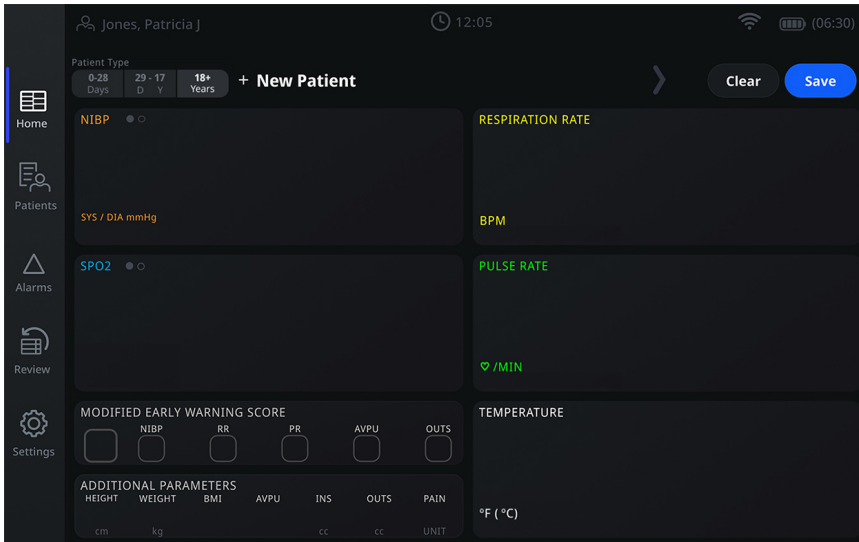 Jones, Patricia J
12:05
(06:30)
Patient Type
0-28 Days
29 - 17 D Y
18+ Years
+ New Patient
Clear
Save
Home
Patients
Alarms
Review
Settings
NIBP
SYS / DIA mmHg
RESPIRATION RATE
BPM
SPO2
PULSE RATE
/MIN
MODIFIED EARLY WARNING SCORE
NIBP RR PR AVPU OUTS
TEMPERATURE
ºF ( ºC)
ADDITIONAL PARAMETERS
HEIGHT WEIGHT BMI AVPU INS OUTS PAIN
cm kg cc cc UNIT